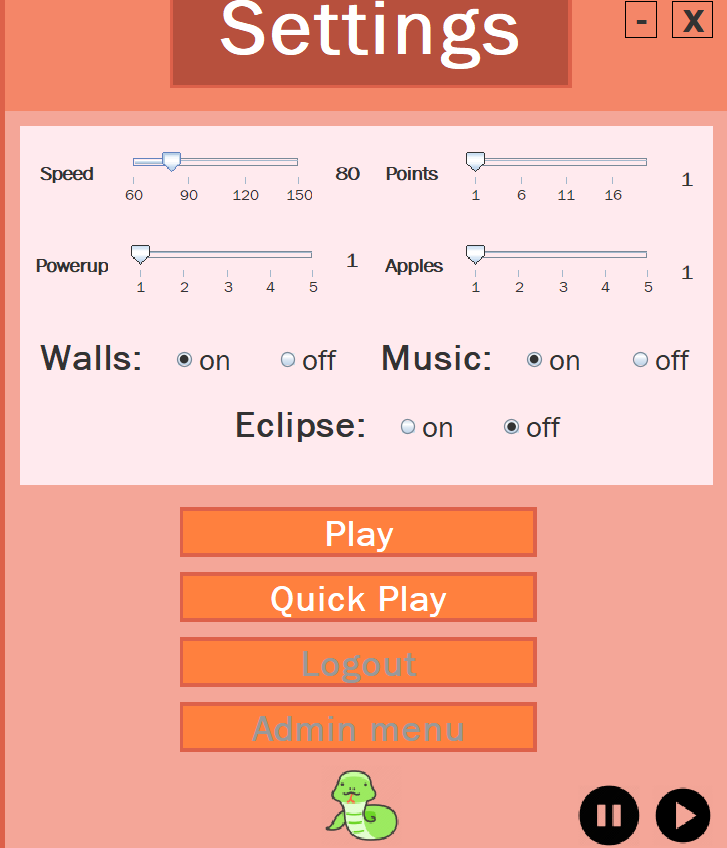 Settings
- X
Speed 80 Points 1
60 90 120 150 1 6 11 16
Powerup 1 Apples 1
1 2 3 4 5 1 2 3 4 5
Walls: on off Music: on off
Eclipse: on off
Play
Quick Play
Logout
Admin menu